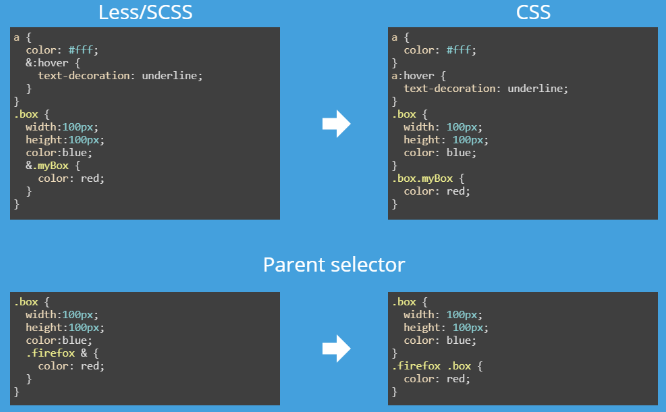 Less/SCSS
a {
  color: #fff;
  &:hover {
    text-decoration: underline;
  }
}
.box {
  width:100px;
  height:100px;
  color:blue;
  &.myBox {
    color: red;
  }
}
CSS
a {
  color: #fff;
}
a:hover {
  text-decoration: underline;
}
.box {
  width: 100px;
  height: 100px;
  color: blue;
}
.box.myBox {
  color: red;
}
Parent selector
.box {
  width:100px;
  height:100px;
  color:blue;
  .firefox & {
    color: red;
  }
}
.box {
  width: 100px;
  height: 100px;
  color: blue;
}
.firefox .box {
  color: red;
}